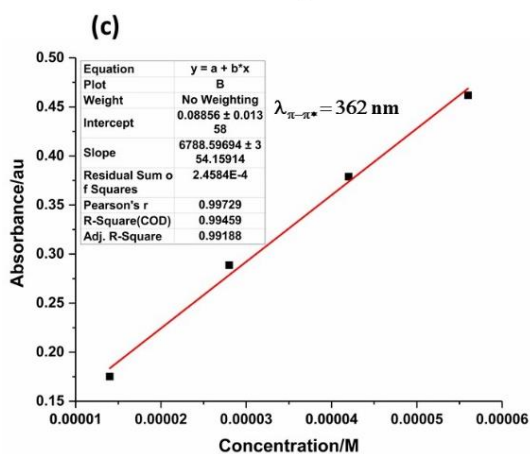 (c)
Equation y = a + b*x
Plot B
Weight No Weighting
Intercept 0.08856 ± 0.013
58
Slope 6788.59694 ± 3
54.15914
Residual Sum o
f Squares 2.4584E-4
Pearson's r 0.99729
R-Square(COD) 0.99459
Adj. R-Square 0.99188
λπ–π* = 362 nm
Absorbance/au
0.50
0.45
0.40
0.35
0.30
0.25
0.20
0.15
0.00001 0.00002 0.00003 0.00004 0.00005 0.00006
Concentration/M